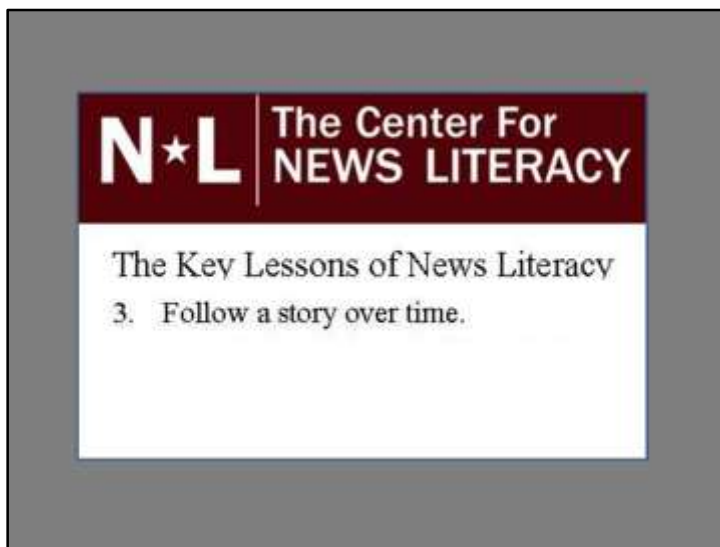 N★L
The Center For
NEWS LITERACY
The Key Lessons of News Literacy
3. Follow a story over time.